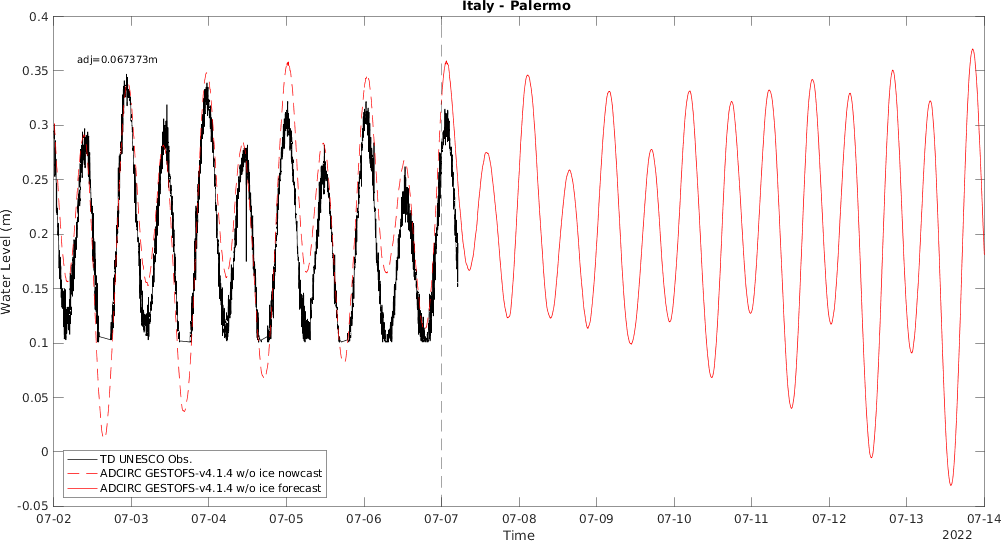 Italy - Palermo
adj=0.067373m
0.4
0.35
0.3
0.25
0.2
0.15
0.1
0.05
0
-0.05
Water Level (m)
TD UNESCO Obs.
ADCIRC GESTOFS-v4.1.4 w/o ice nowcast
ADCIRC GESTOFS-v4.1.4 w/o ice forecast
07-02 07-03 07-04 07-05 07-06 07-07 07-08 07-09 07-10 07-11 07-12 07-13 07-14
Time
2022